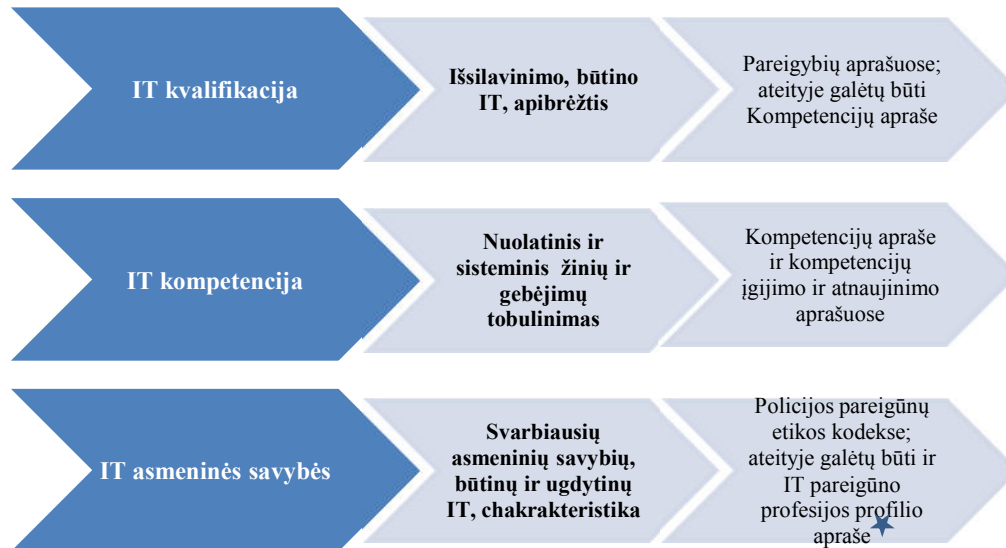 IT kvalifikacija
Išsilavinimo, būtino
IT, apibrėžtis
Pareigybių aprašuose;
ateityje galėtų būti
Kompetencijų apraše
IT kompetencija
Nuolatinis ir
sisteminis žinių ir
gebėjimų
tobulinimas
Kompetencijų apraše
ir kompetencijų
įgijimo ir atnaujinimo
aprašuose
IT asmeninės savybės
Svarbiausių
asmeninių savybių,
būtinų ir ugdytinų
IT, chakrakteristika
Policijos pareigūnų
etikos kodekse;
ateityje galėtų būti ir
IT pareigūno
profesijos profilio
apraše